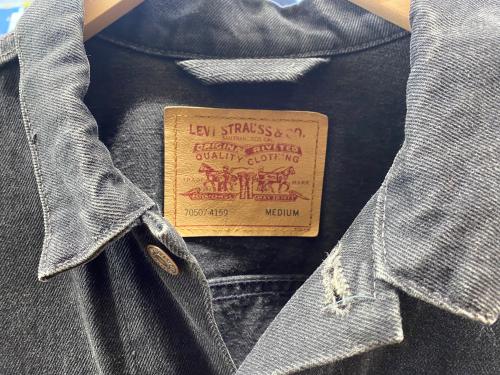 LEVI STRAUSS & CO.
ORIGINAL RIVETED
QUALITY CLOTHING
TRADE MARK
70507-4159 MEDIUM